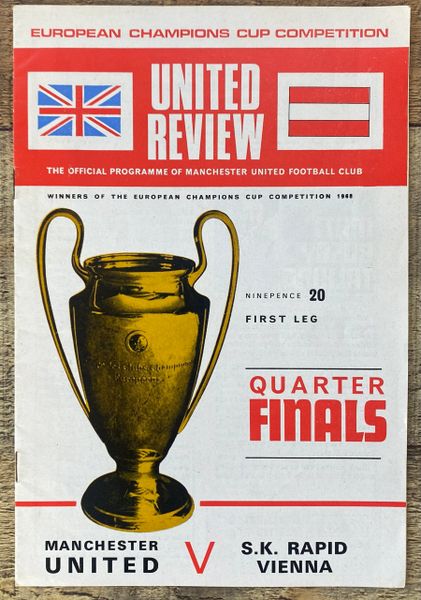 EUROPEAN CHAMPIONS CUP COMPETITION
UNITED
REVIEW
THE OFFICIAL PROGRAMME OF MANCHESTER UNITED FOOTBALL CLUB
WINNERS OF THE EUROPEAN CHAMPIONS CUP COMPETITION 1968
NINEPENCE 20
FIRST LEG
QUARTER
FINALS
MANCHESTER
UNITED
V
S.K. RAPID
VIENNA